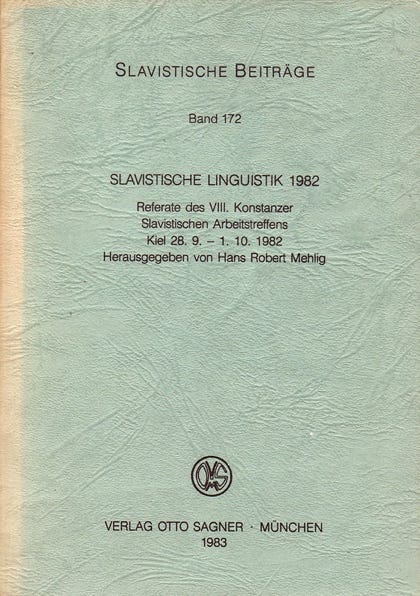 SLAVISTISCHE BEITRÄGE
Band 172
SLAVISTISCHE LINGUISTIK 1982
Referate des VIII. Konstanzer
Slavistischen Arbeitstreffens
Kiel 28. 9. – 1. 10. 1982
Herausgegeben von Hans Robert Mehlig
VERLAG OTTO SAGNER · MÜNCHEN
1983